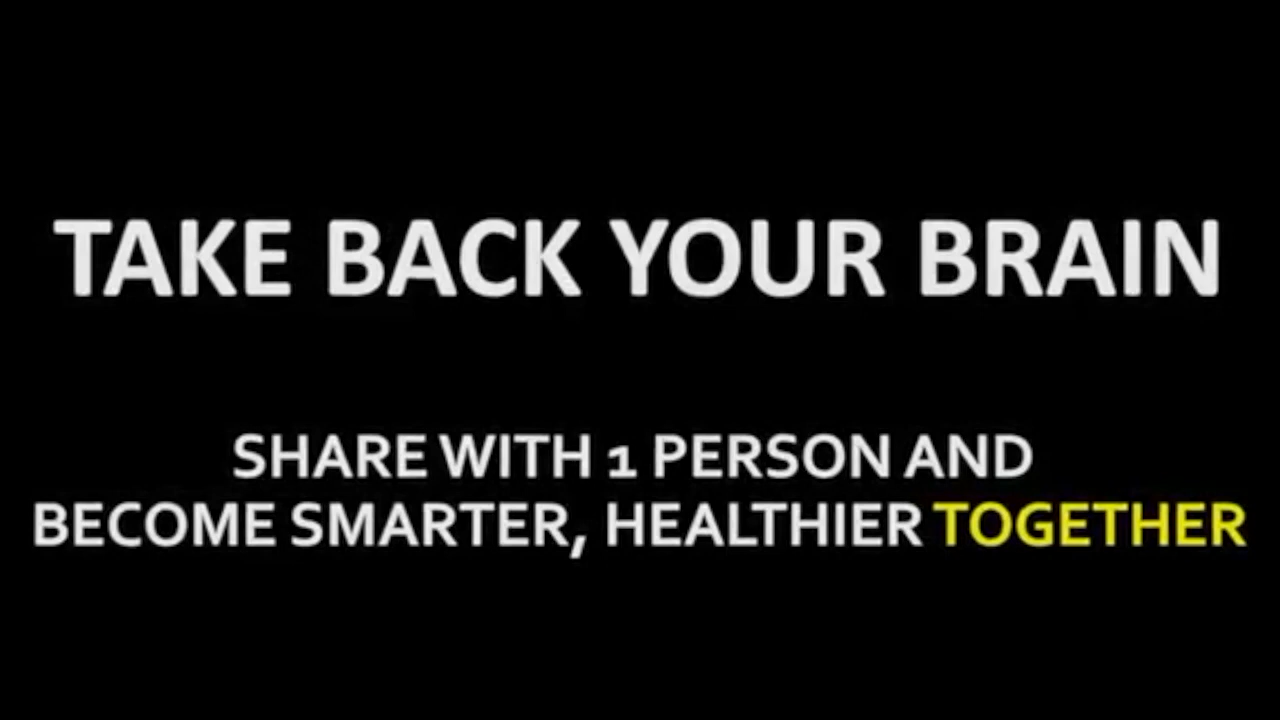 TAKE BACK YOUR BRAIN
SHARE WITH 1 PERSON AND
BECOME SMARTER, HEALTHIER TOGETHER